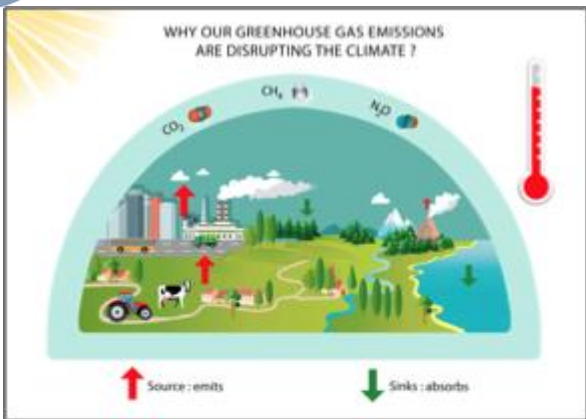 WHY OUR GREENHOUSE GAS EMISSIONS
ARE DISRUPTING THE CLIMATE ?
CO₂
CH₄
N₂O
Source : emits
Sinks : absorbs